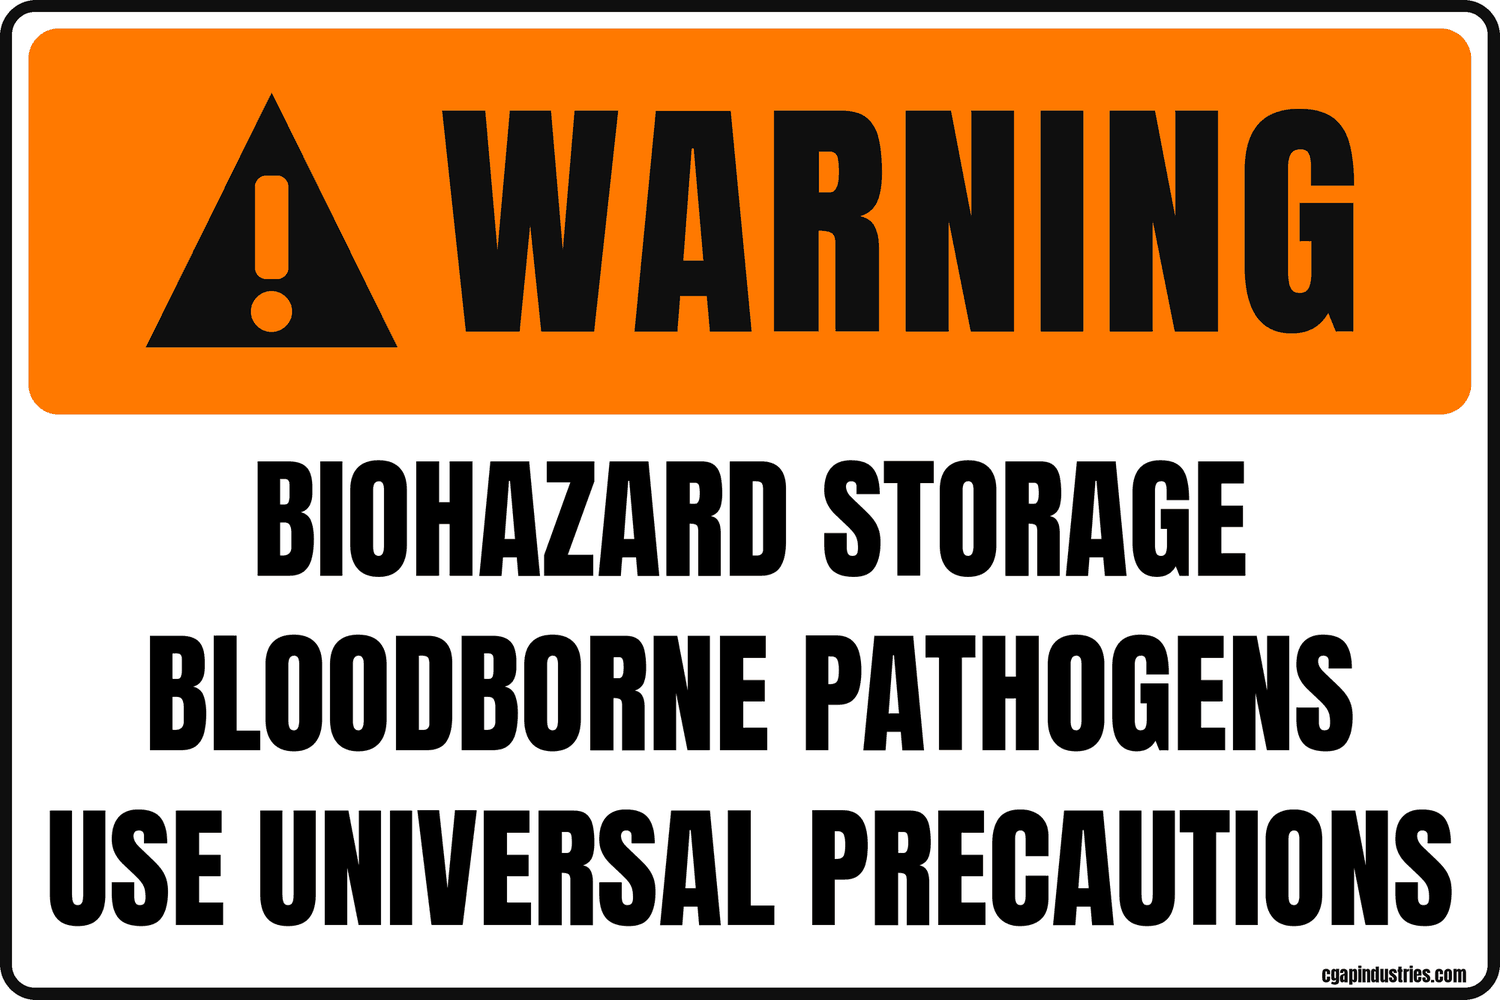 WARNING
BIOHAZARD STORAGE
BLOODBORNE PATHOGENS
USE UNIVERSAL PRECAUTIONS
cgapindustries.com